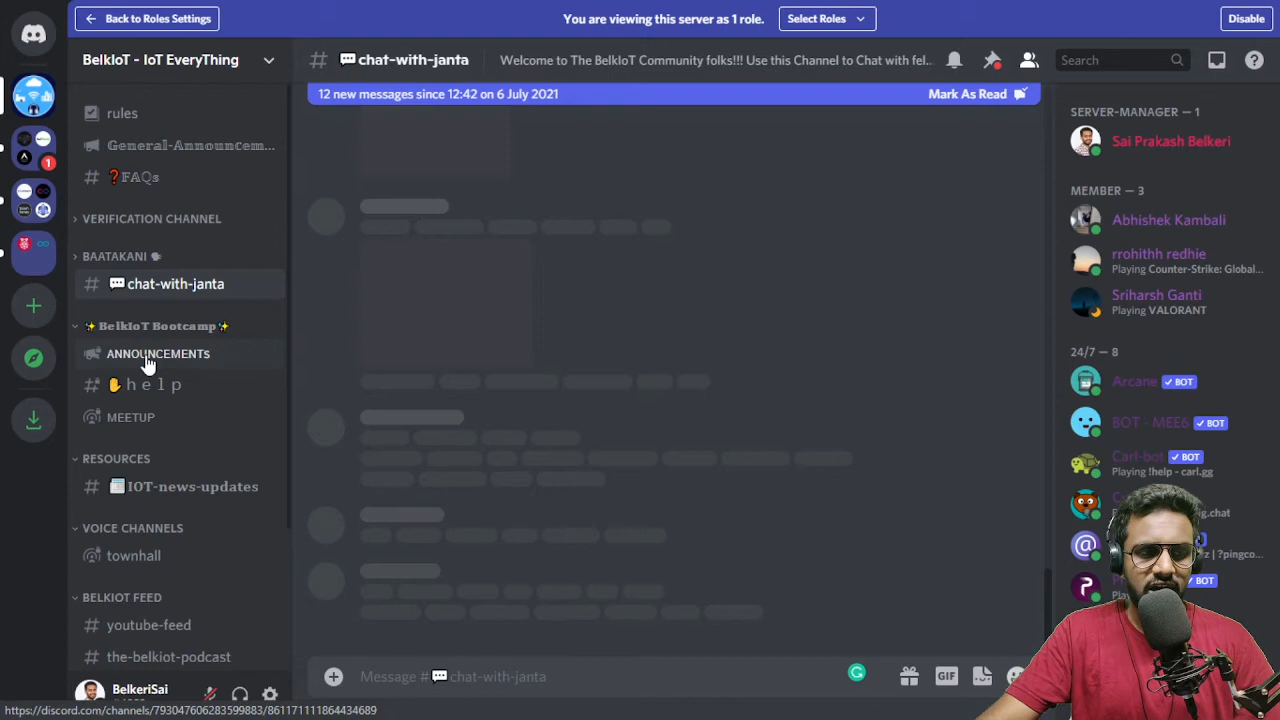 Back to Roles Settings
You are viewing this server as 1 role.
Select Roles
Disable
BelkIoT - IoT EveryThing
# 💬chat-with-janta
Welcome to The BelkIoT Community folks!!! Use this Channel to Chat with fel...
Search
12 new messages since 12:42 on 6 July 2021
Mark As Read
rules
General-Announcem...
# ❓FAQs
VERIFICATION CHANNEL
BAATAKANI
# 💬chat-with-janta
✨BelkIoT Bootcamp✨
ANNOUNCEMENTS
✋h e l p
MEETUP
RESOURCES
# IOT-news-updates
VOICE CHANNELS
townhall
BELKIOT FEED
# youtube-feed
# the-belkiot-podcast
BelkeriSai
1
Message #💬chat-with-janta
GIF
SERVER-MANAGER — 1
Sai Prakash Belkeri
MEMBER — 3
Abhishek Kambali
rrohithh redhie
Playing Counter-Strike: Global...
Sriharsh Ganti
Playing VALORANT
24/7 — 8
Arcane ✓ BOT
BOT - MEE6 ✓ BOT
Carl-bot ✓ BOT
Playing !help - carl.gg
BOT
https://discord.com/channels/793047606283599883/861171111864434689